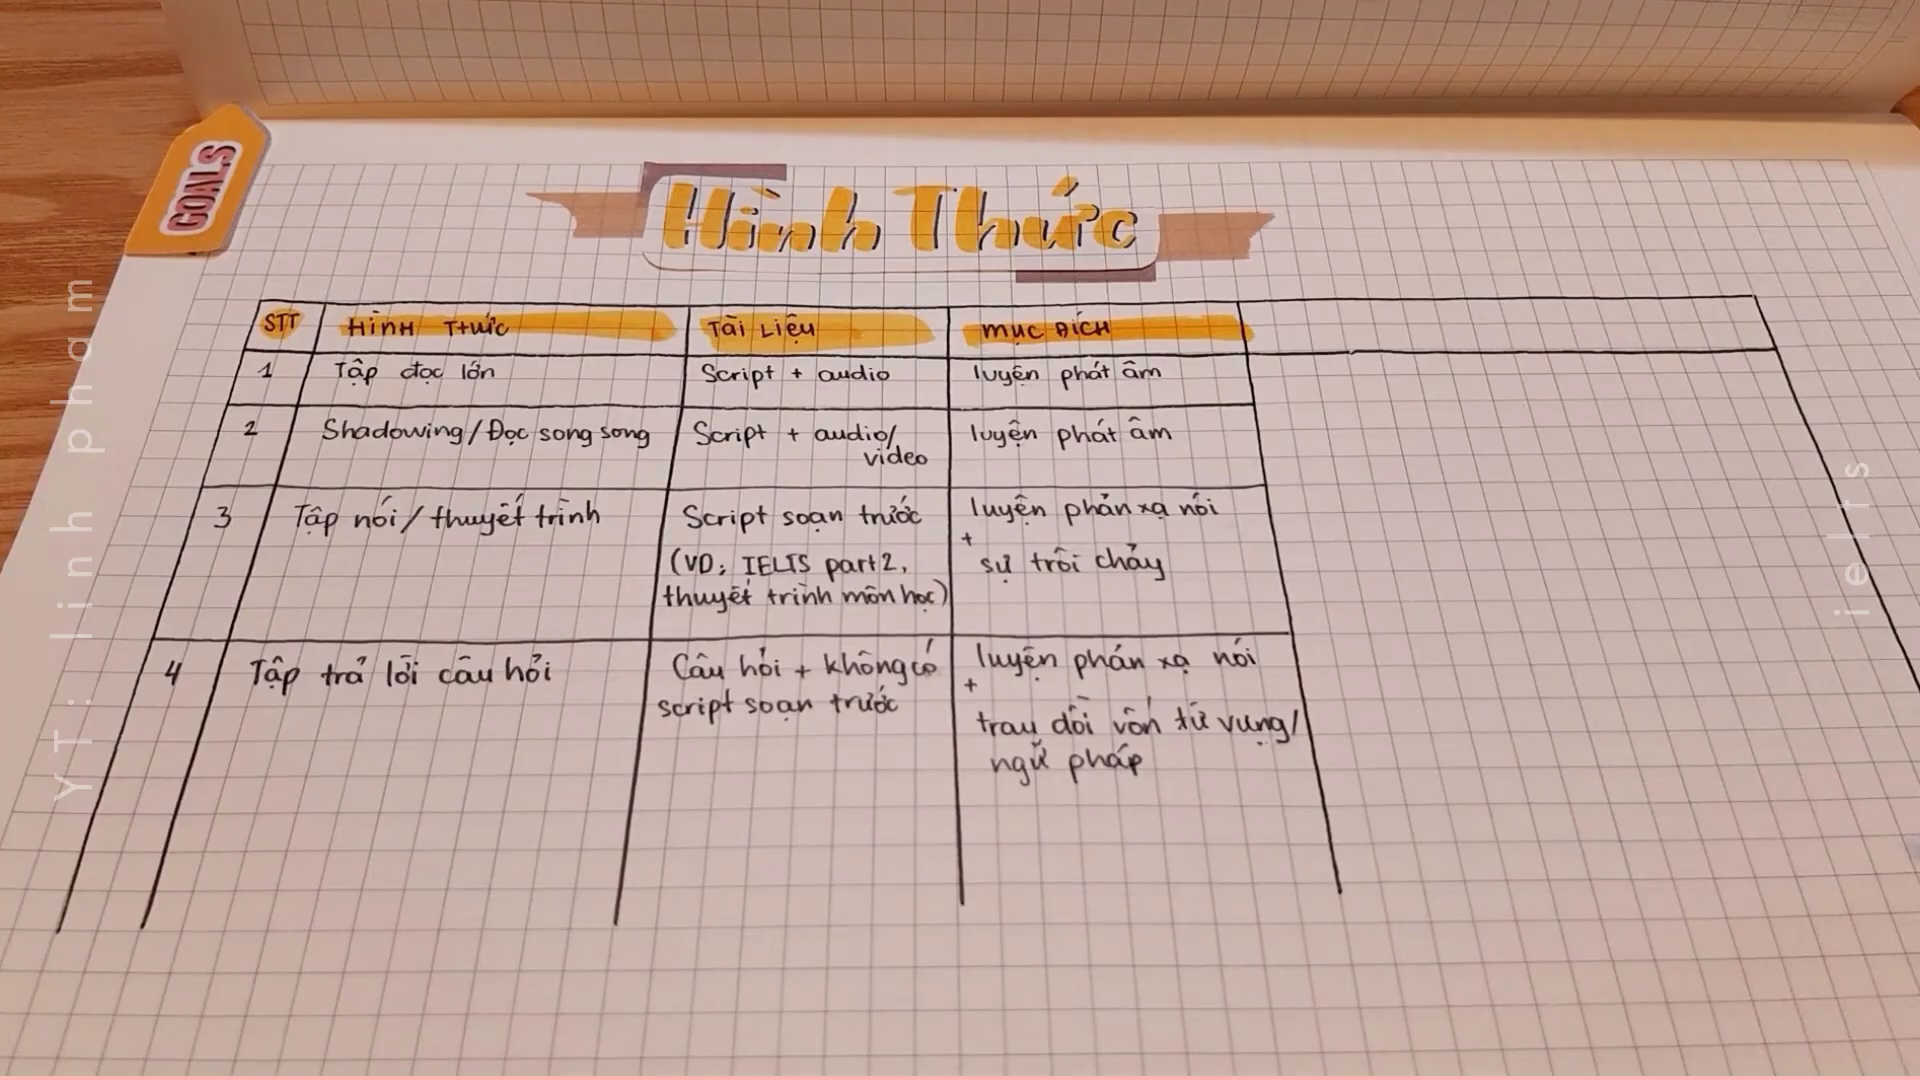 GOALS
Hình Thức
STT
Hình Thức
Tài Liệu
Mục Đích
1
Tập đọc lớn
Script + audio
luyện phát âm
2
Shadowing/Đọc song song
Script + audio/
video
luyện phát âm
3
Tập nói/thuyết trình
Script soạn trước
(VD: IELTS part 2,
thuyết trình môn học)
luyện phản xạ nói
+
sự trôi chảy
4
Tập trả lời câu hỏi
Câu hỏi + không có
script soạn trước
luyện phản xạ nói
+
trau dồi vốn từ vựng/
ngữ pháp
YT: linh phạm
ielts